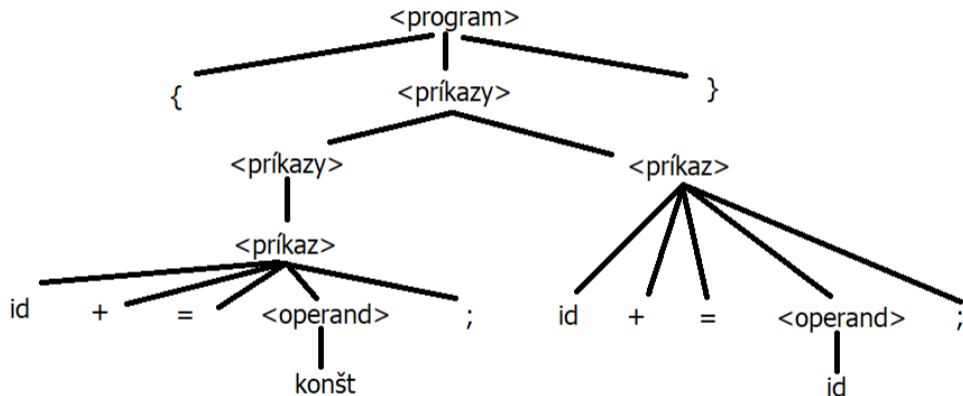 <program>
{ <príkazy> }
<príkazy> <príkaz>
<príkaz>
id + = <operand> ; id + = <operand> ;
konšt id